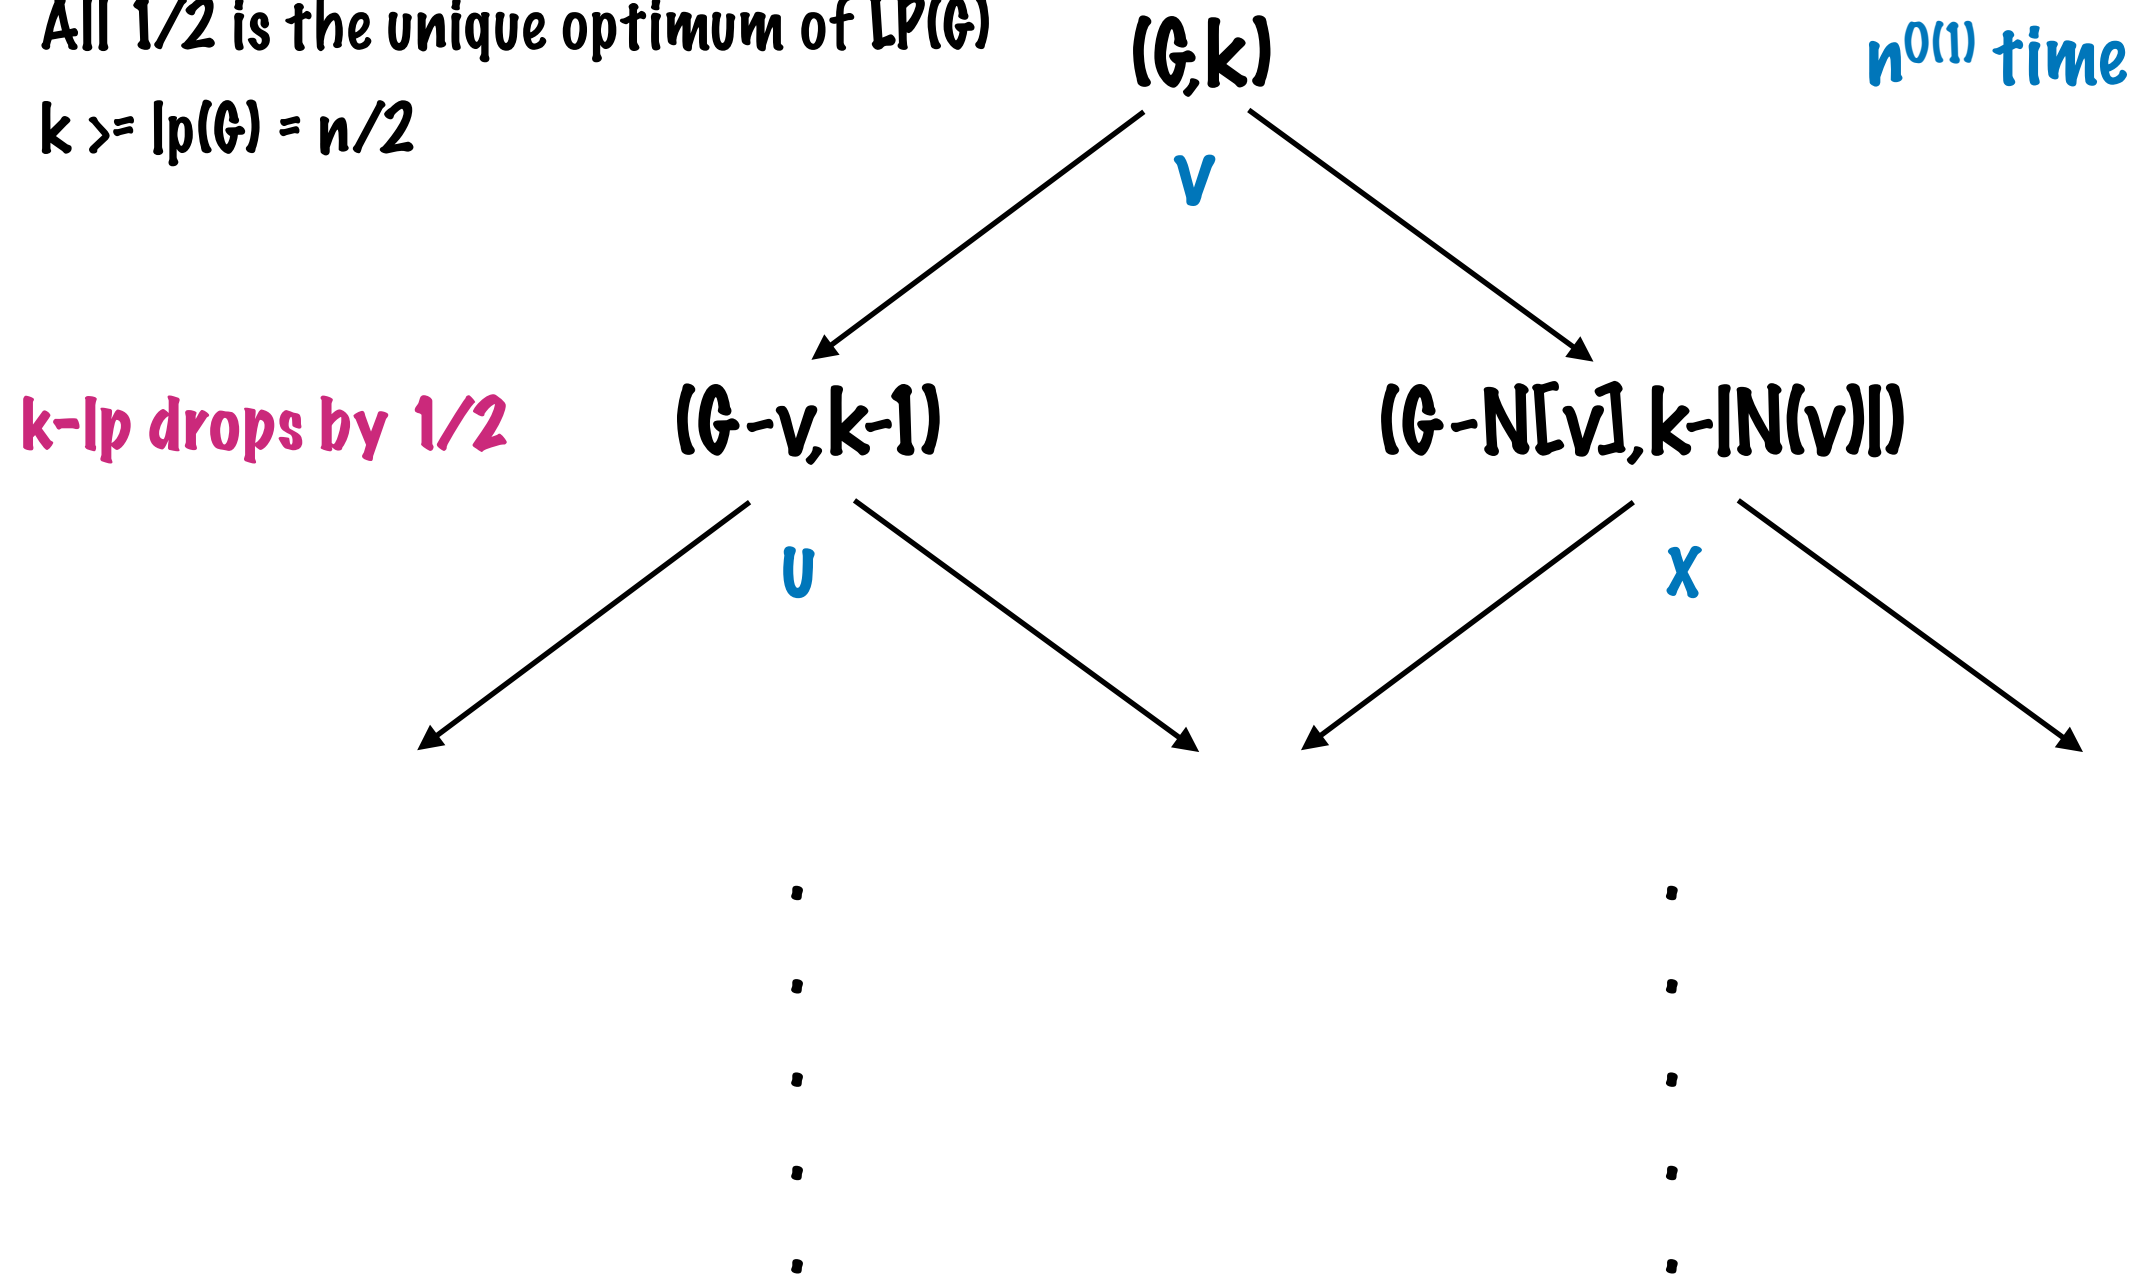 All 1/2 is the unique optimum of LP(G)
(G,k)
n^O(1) time
k >= lp(G) = n/2
v
k-lp drops by 1/2
(G-v,k-1)
(G-N[v],k-|N(v)|)
u
x